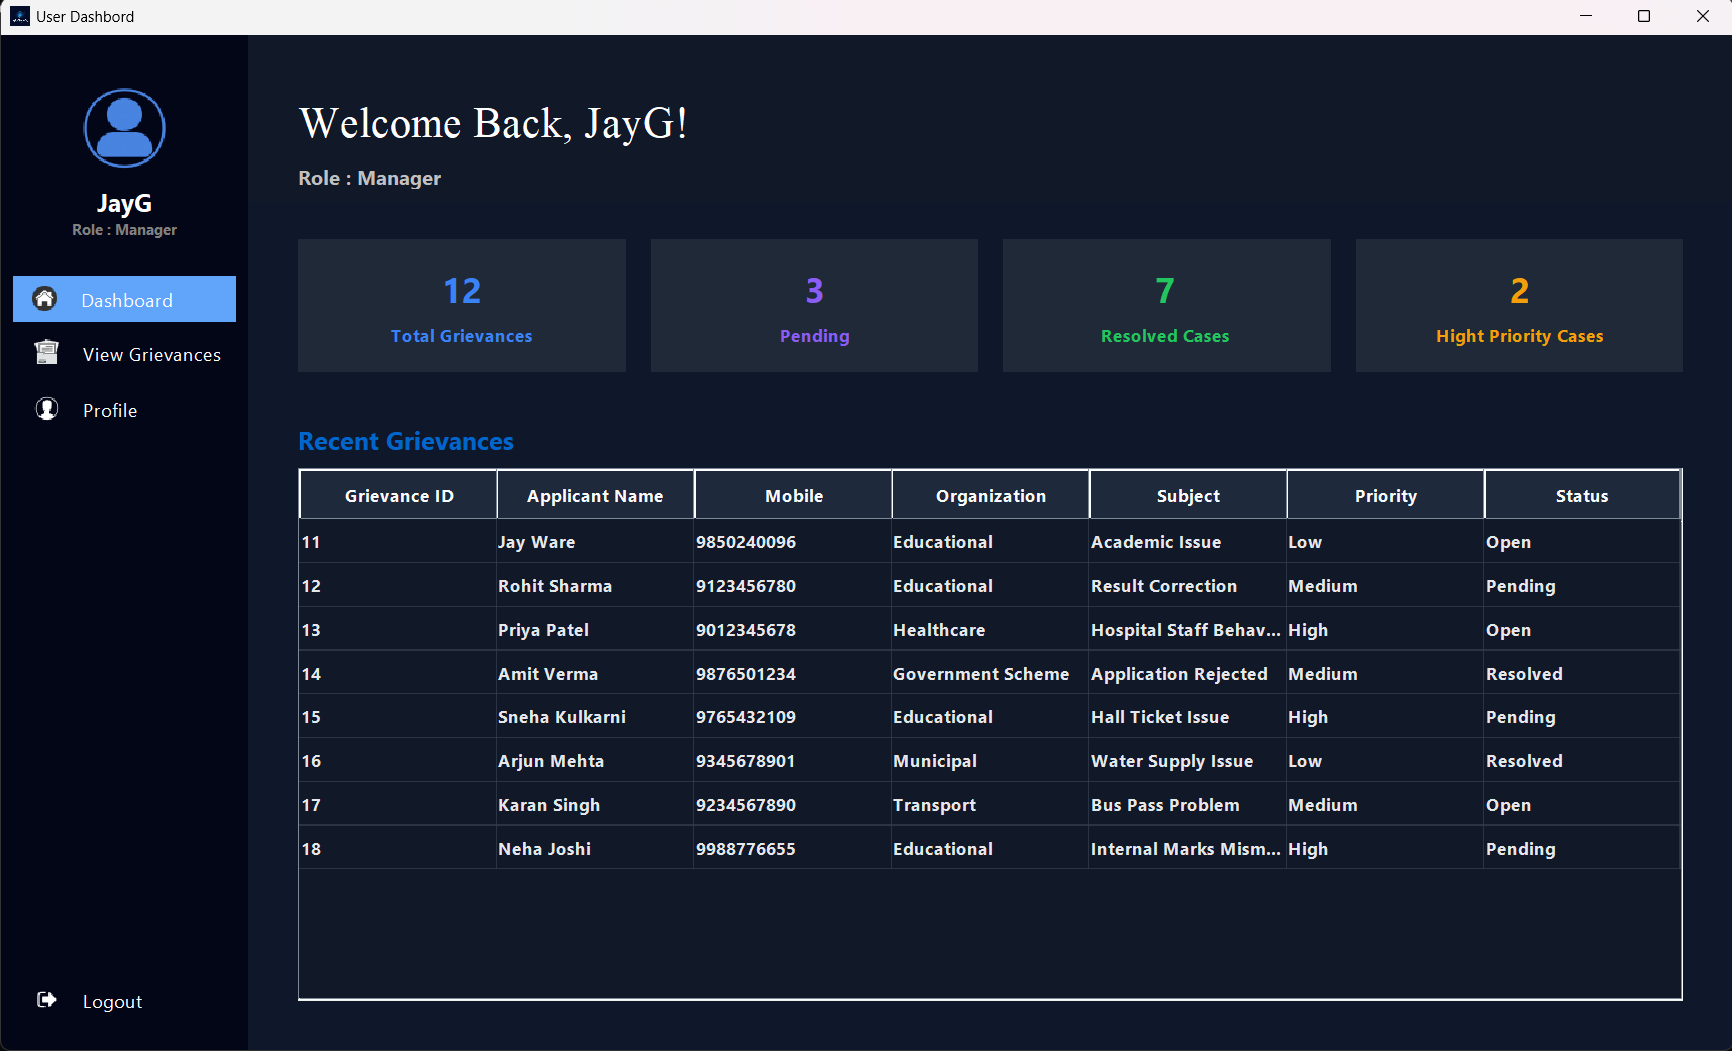 User Dashbord
JayG
Role : Manager
Dashboard
View Grievances
Profile
Logout
Welcome Back, JayG!
Role : Manager
12
Total Grievances
3
Pending
7
Resolved Cases
2
Hight Priority Cases
Recent Grievances
Grievance ID Applicant Name Mobile Organization Subject Priority Status
11 Jay Ware 9850240096 Educational Academic Issue Low Open
12 Rohit Sharma 9123456780 Educational Result Correction Medium Pending
13 Priya Patel 9012345678 Healthcare Hospital Staff Behav... High Open
14 Amit Verma 9876501234 Government Scheme Application Rejected Medium Resolved
15 Sneha Kulkarni 9765432109 Educational Hall Ticket Issue High Pending
16 Arjun Mehta 9345678901 Municipal Water Supply Issue Low Resolved
17 Karan Singh 9234567890 Transport Bus Pass Problem Medium Open
18 Neha Joshi 9988776655 Educational Internal Marks Mism... High Pending